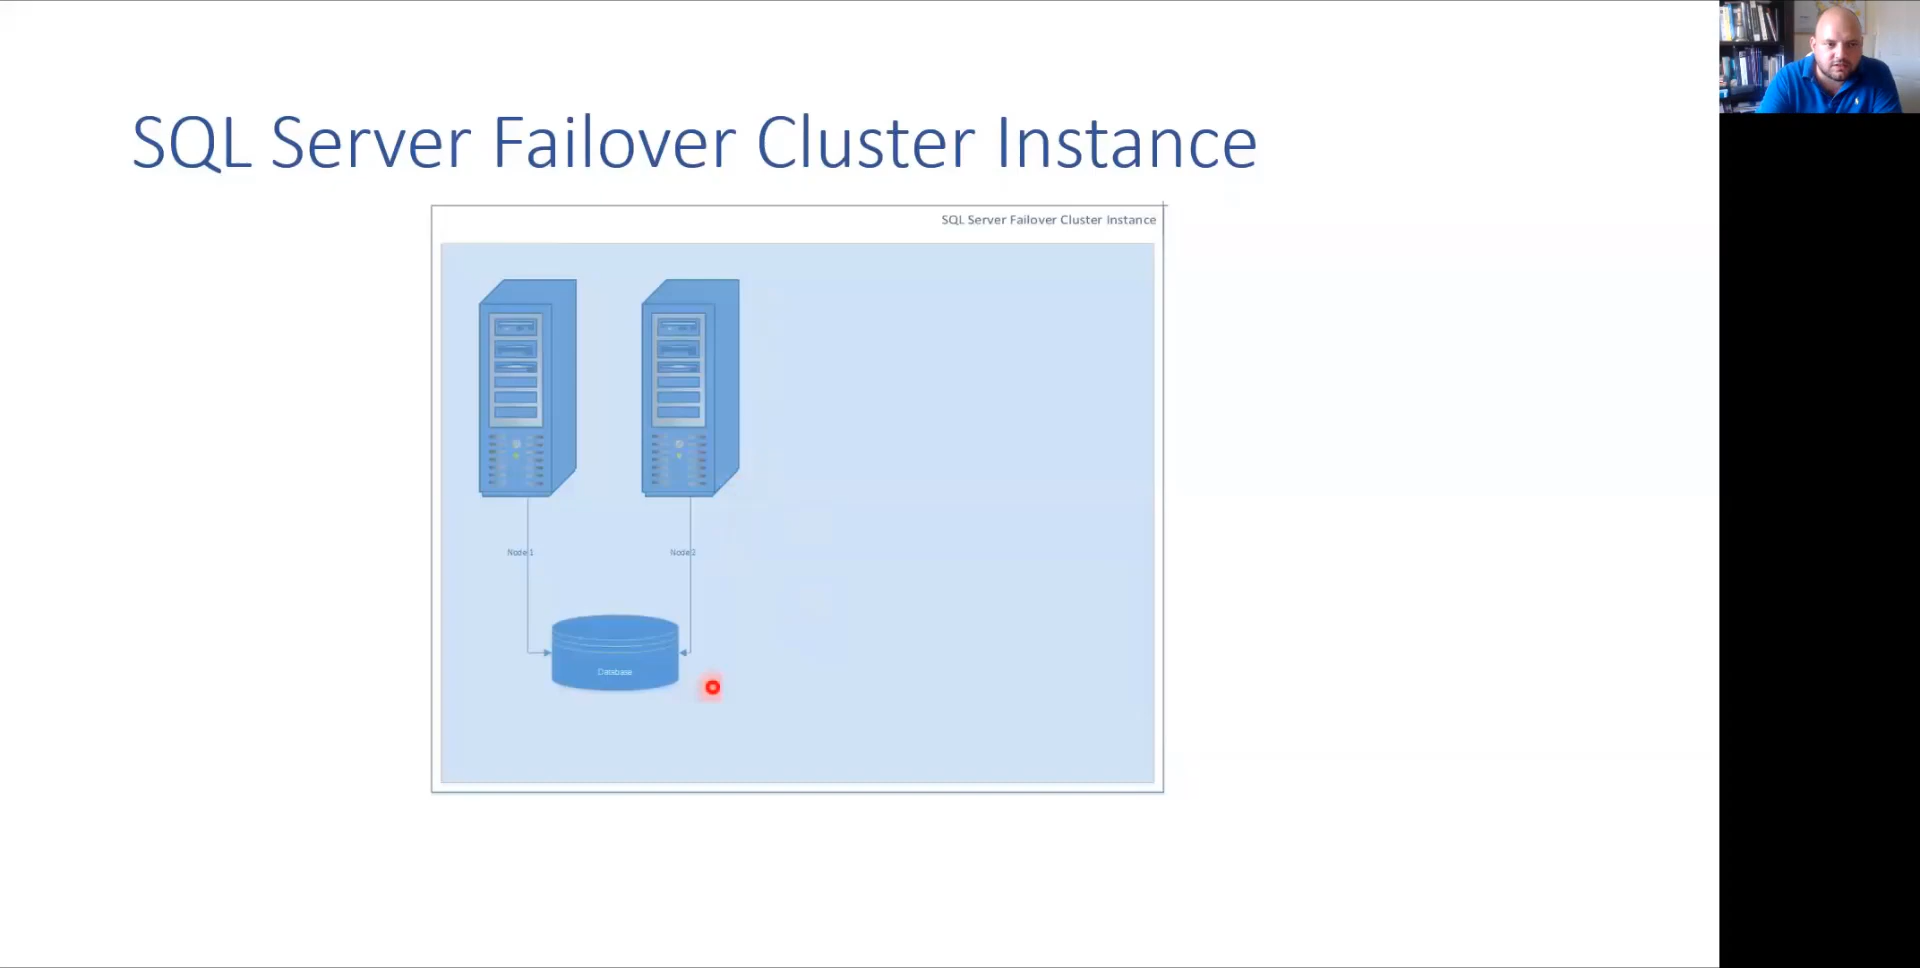 SQL Server Failover Cluster Instance
SQL Server Failover Cluster Instance
Node 1
Node 2
Database